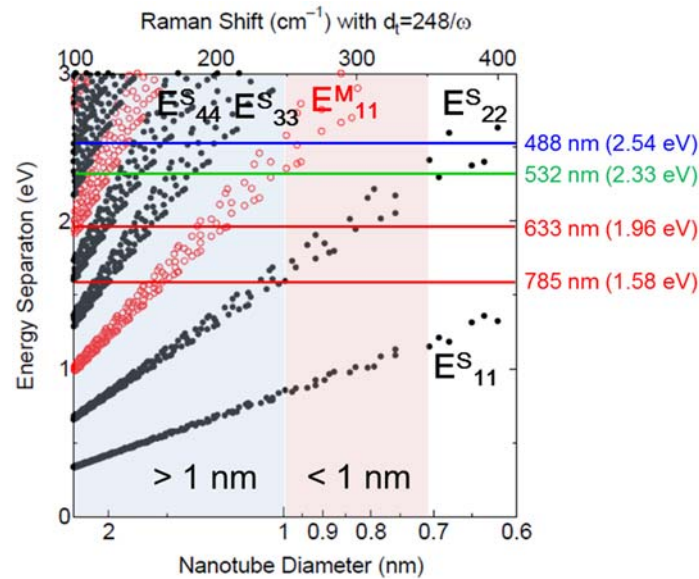 Raman Shift (cm⁻¹) with dₜ=248/ω
100 200 300 400
3
2
1
0
Energy Separaton (eV)
Eˢ₄₄ Eˢ₃₃ Eᴹ₁₁ Eˢ₂₂
488 nm (2.54 eV)
532 nm (2.33 eV)
633 nm (1.96 eV)
785 nm (1.58 eV)
Eˢ₁₁
> 1 nm < 1 nm
2 1 0.9 0.8 0.7 0.6
Nanotube Diameter (nm)